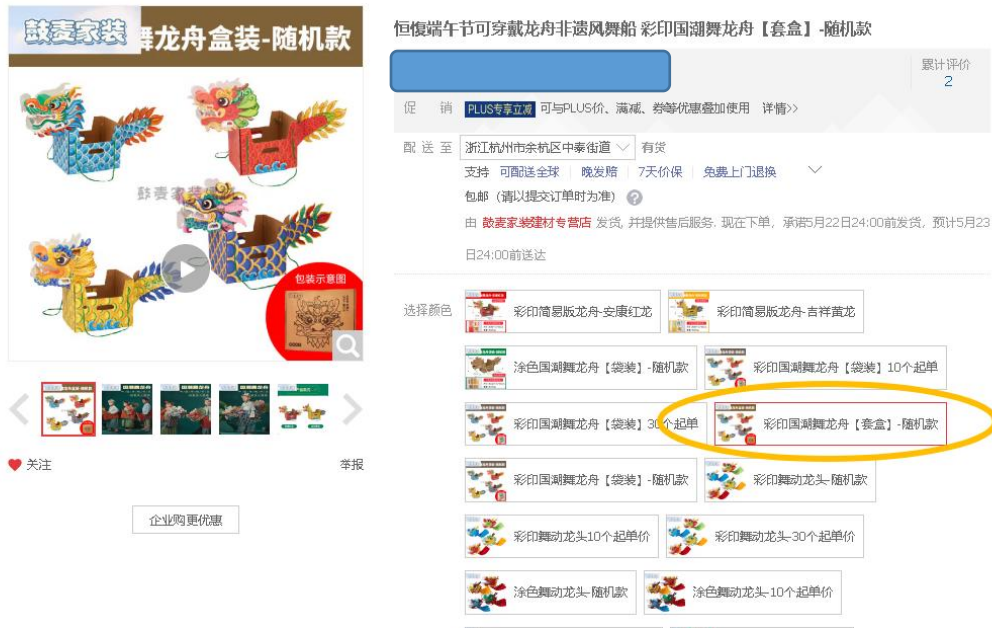 恒愎端午节可穿戴龙舟非遗风舞船 彩印国潮舞龙舟【套盒】-随机款
鼓麦家装
舞龙舟盒装-随机款
鼓麦家装
包装示意图
累计评价
2
促 销 PLUS专享立减 可与PLUS价、满减、券等优惠叠加使用 详情>>
配送至 浙江杭州市余杭区中泰街道 有货
支持 可配送全球 晚发赔 7天价保 免费上门退换
包邮（请以提交订单时为准）
由 鼓麦家装建材专营店 发货, 并提供售后服务. 现在下单，承诺5月22日24:00前发货，预计5月23
日24:00前送达
选择颜色 彩印简易版龙舟-安康红龙 彩印简易版龙舟-吉祥黄龙
涂色国潮舞龙舟【袋装】-随机款 彩印国潮舞龙舟【袋装】10个起单
彩印国潮舞龙舟【袋装】30个起单 彩印国潮舞龙舟【套盒】-随机款
彩印国潮舞龙舟【袋装】-随机款 彩印舞动龙头-随机款
彩印舞动龙头10个起单价 彩印舞动龙头-30个起单价
涂色舞动龙头-随机款 涂色舞动龙头-10个起单价
关注 举报
企业购更优惠